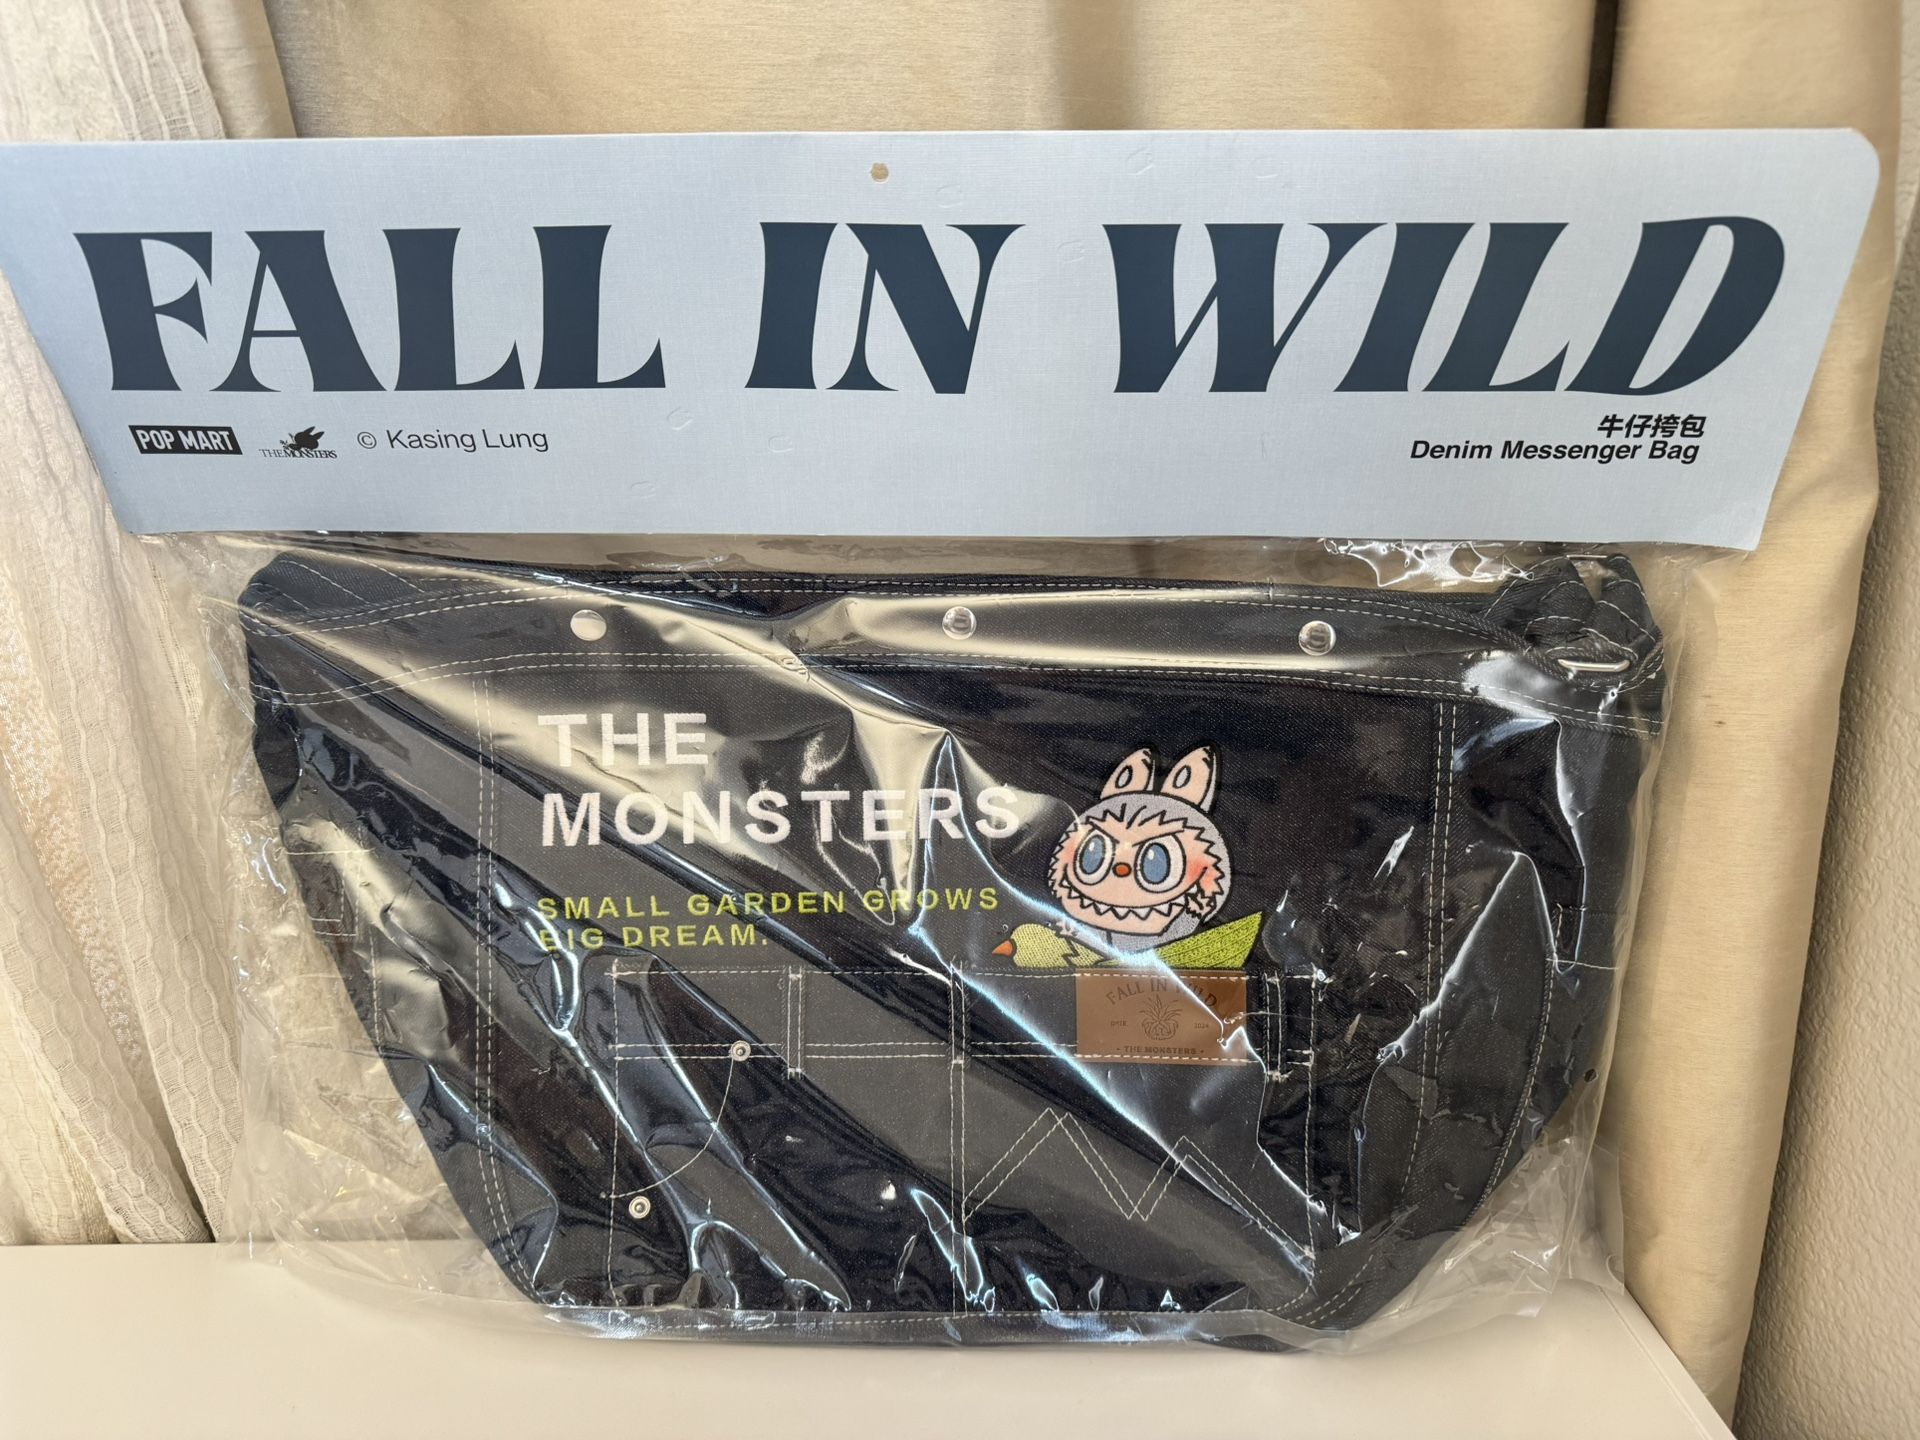 FALL IN WILD
POP MART
THE MONSTERS
© Kasing Lung
牛仔挎包
Denim Messenger Bag
THE
MONSTERS
SMALL GARDEN GROWS
BIG DREAM.
FALL IN WILD
2024
- THE MONSTERS -